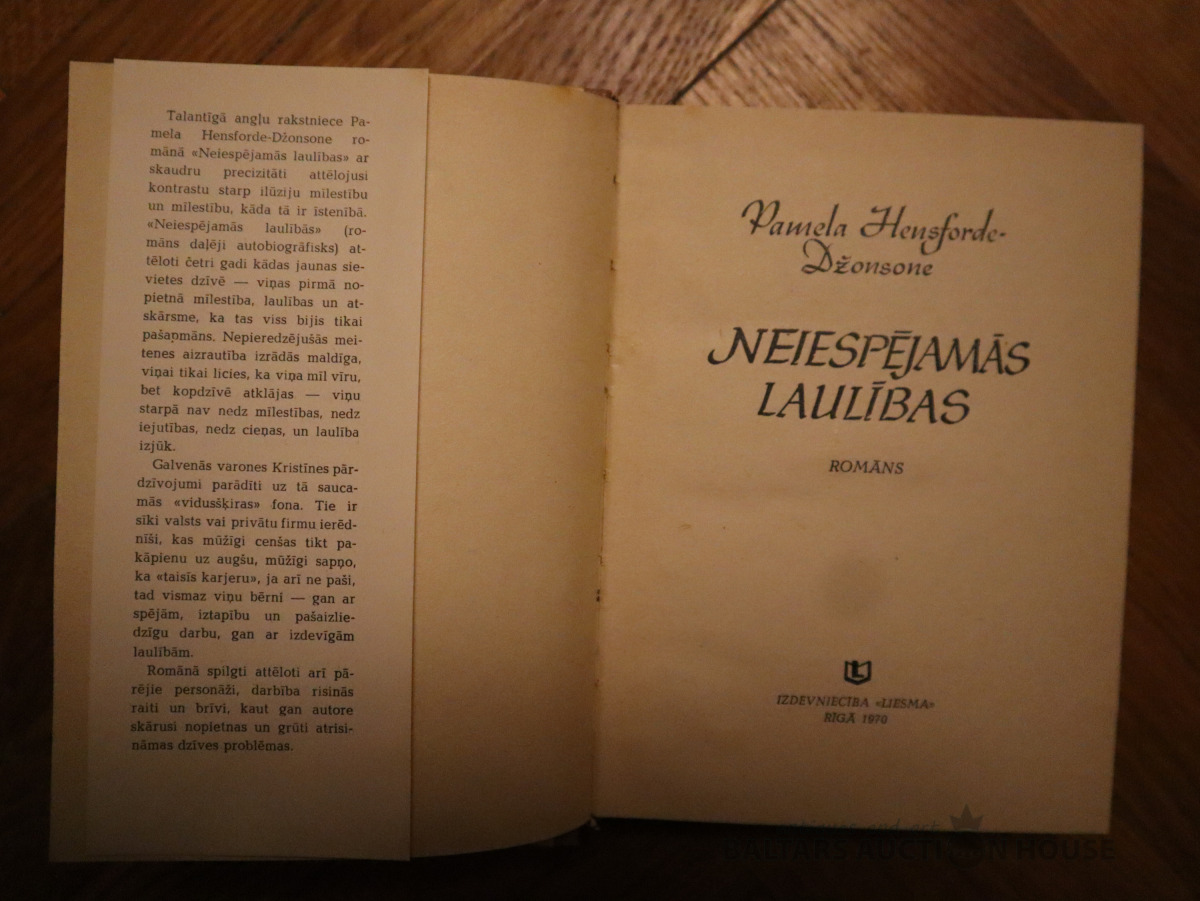 Talantīgā angļu rakstniece Pa-
mela Hensforde-Džonsone ro-
mānā «Neiespējamās laulības» ar
skaudru precizitāti attēlojusi
kontrastu starp ilūziju mīlestību
un mīlestību, kāda tā ir īstenībā.
«Neiespējamās laulībās» (ro-
māns daļēji autobiogrāfisks) at-
tēloti četri gadi kādas jaunas sie-
vietes dzīvē — viņas pirmā no-
pietnā mīlestība, laulības un at-
skārsme, ka tas viss bijis tikai
pašapmāns. Nepieredzējušās mei-
tenes aizrautība izrādās maldīga,
viņai tikai licies, ka viņa mīl vīru,
bet kopdzīvē atklājas — viņu
starpā nav nedz mīlestības, nedz
iejutības, nedz cieņas, un laulība
izjūk.
Galvenās varones Kristīnes pār-
dzīvojumi parādīti uz tā sauca-
mās «vidusšķiras» fona. Tie ir
sīki valsts vai privātu firmu ierēd-
nīši, kas mūžīgi cenšas tikt pa-
kāpienu uz augšu, mūžīgi sapņo,
ka «taisīs karjeru», ja arī ne paši,
tad vismaz viņu bērni — gan ar
spējām, iztapību un pašaizlie-
dzīgu darbu, gan ar izdevīgām
laulībām.
Romānā spilgti attēloti arī pā-
rējie personāži, darbība risinās
raiti un brīvi, kaut gan autore
skārusi nopietnas un grūti atrisi-
nāmas dzīves problēmas.
Pamela Hensforde-
Džonsone
NEIESPĒJAMĀS
LAULĪBAS
ROMĀNS
IZDEVNIECĪBA «LIESMA»
RĪGĀ 1970
antiques and art
BALTARS AUCTION HOUSE